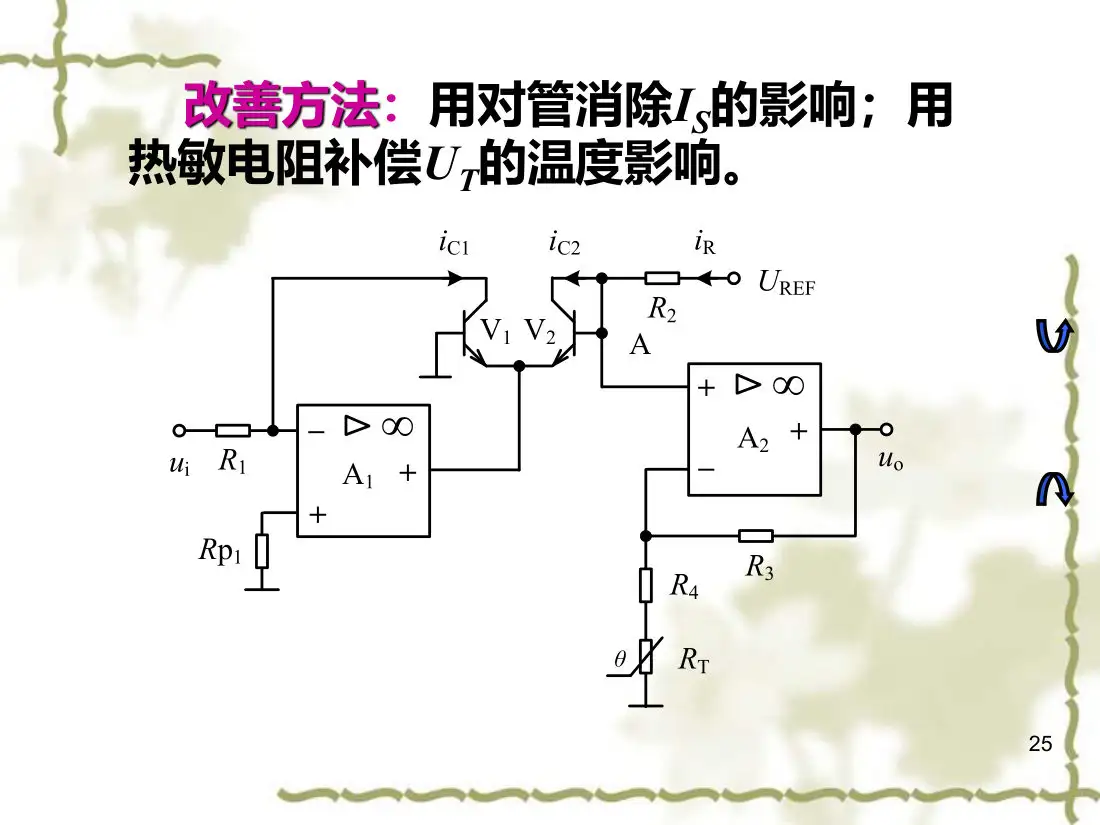 改善方法：用对管消除IS的影响；用
热敏电阻补偿UT的温度影响。
iC1 iC2 iR
UREF
R2
V1 V2 A
+ ▷ ∞
− ▷ ∞ A2 +
ui R1 A1 + − uo
+
Rp1
R3
R4
θ RT
25